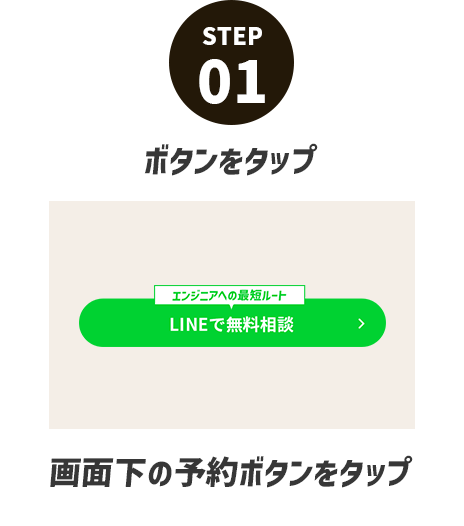 STEP
01
ボタンをタップ
エンジニアへの最短ルート
LINEで無料相談
画面下の予約ボタンをタップ